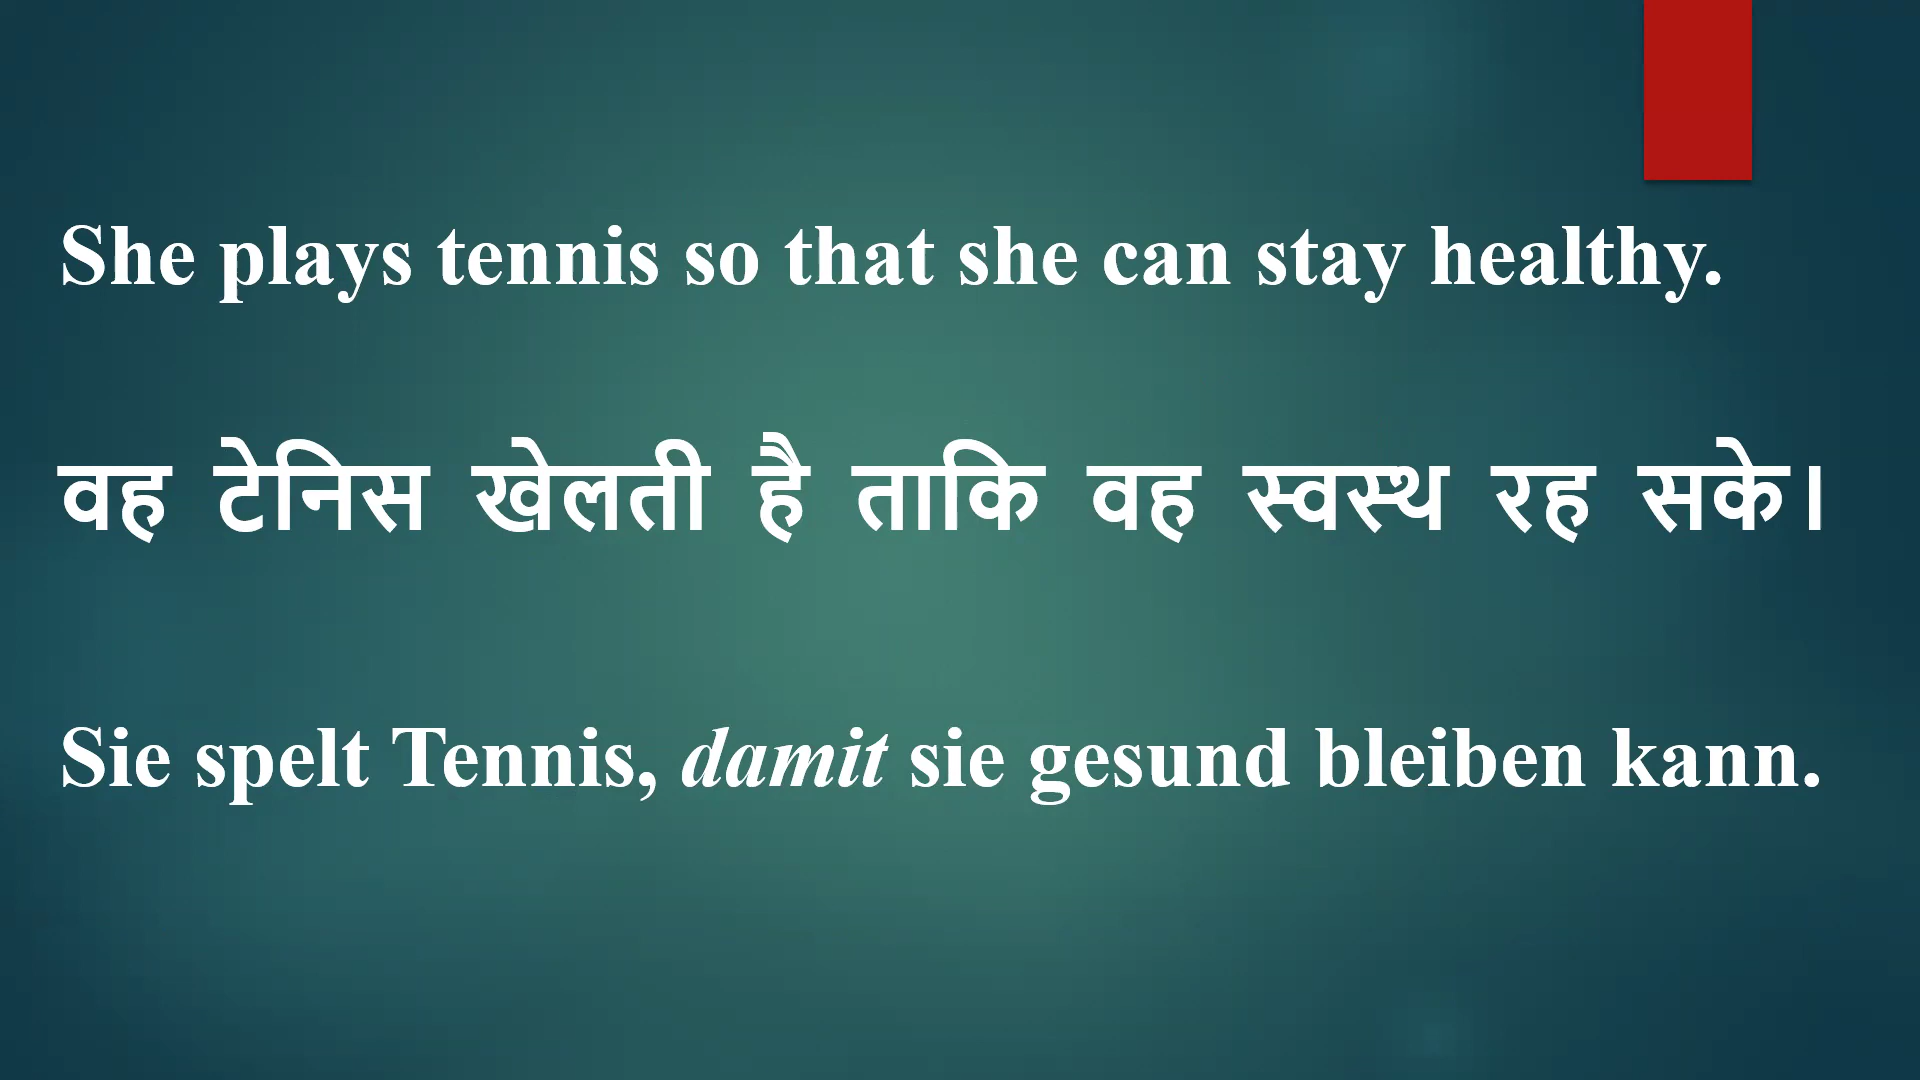 She plays tennis so that she can stay healthy.
वह टेनिस खेलती है ताकि वह स्वस्थ रह सके।
Sie spelt Tennis, damit sie gesund bleiben kann.